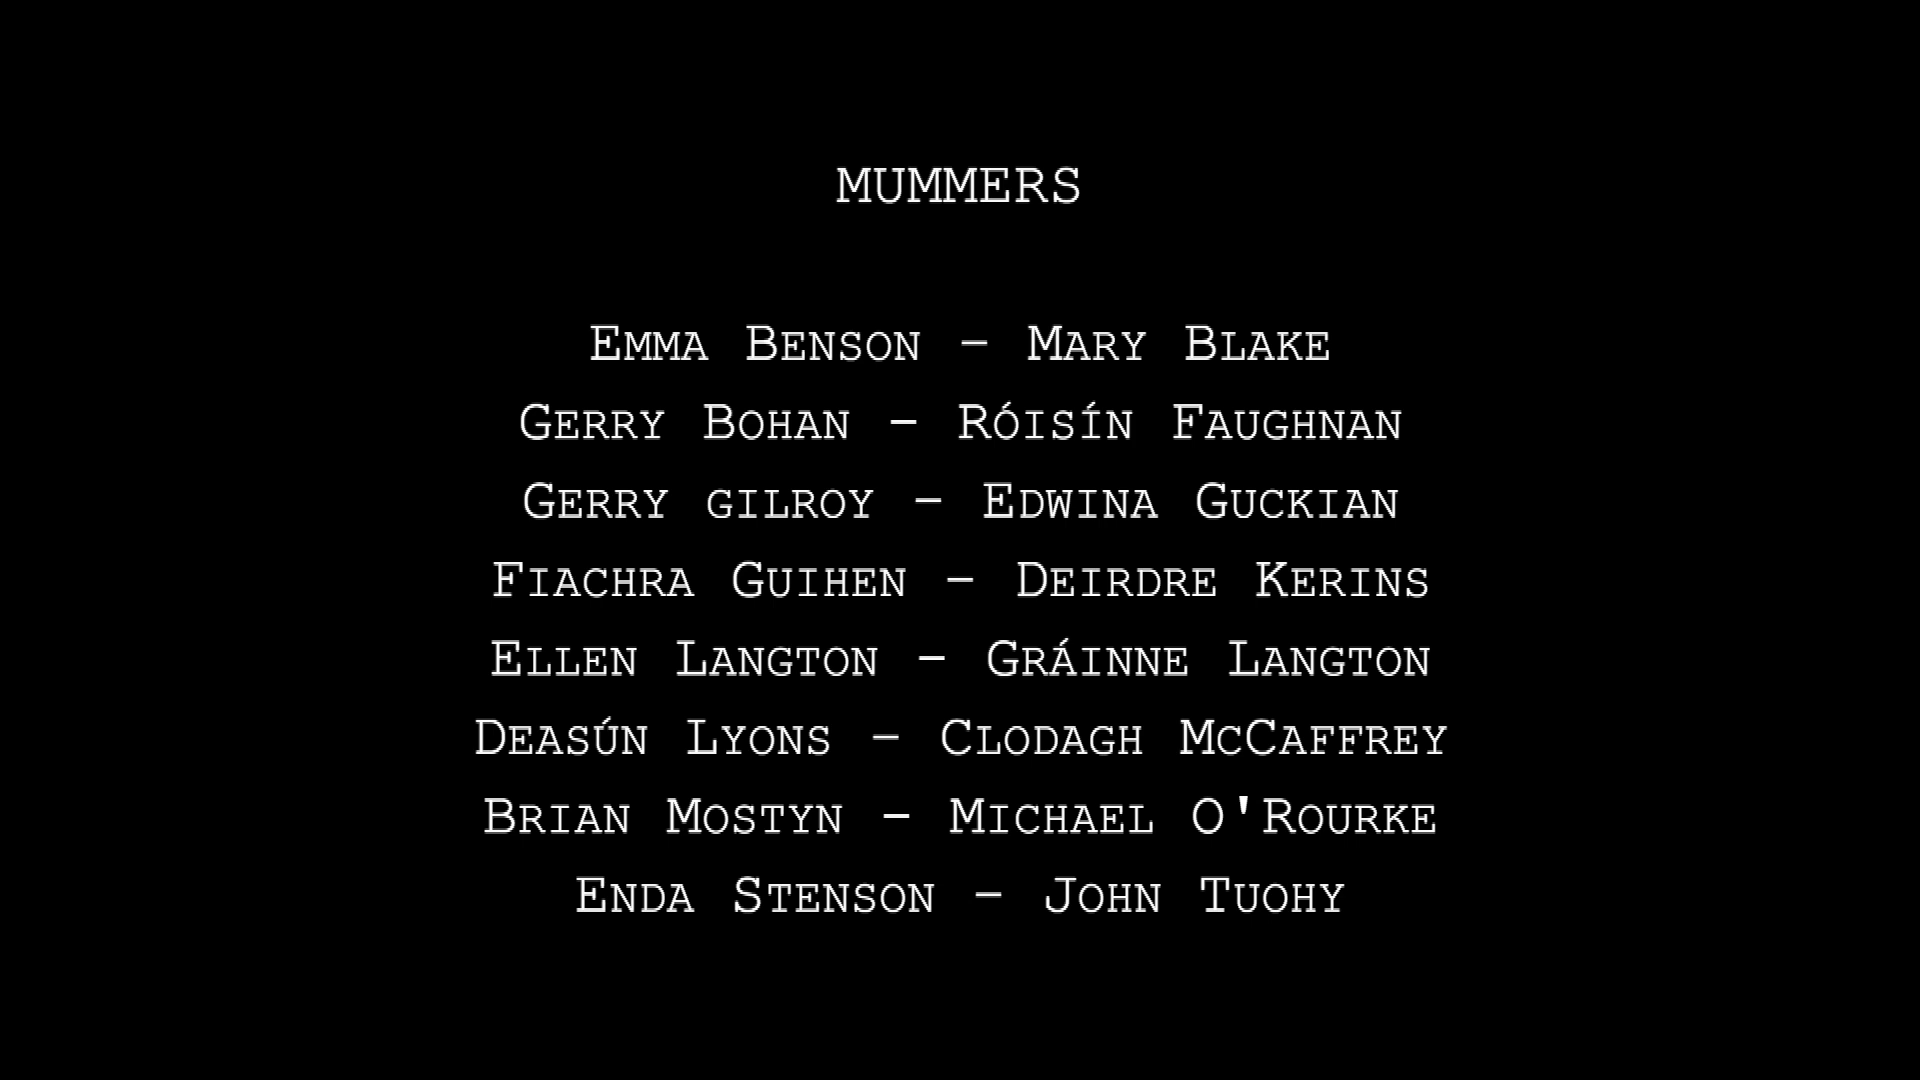 MUMMERS
Emma Benson - Mary Blake
Gerry Bohan - Róisín Faughnan
Gerry gilroy - Edwina Guckian
Fiachra Guihen - Deirdre Kerins
Ellen Langton - Gráinne Langton
Deasún Lyons - Clodagh McCaffrey
Brian Mostyn - Michael O'Rourke
Enda Stenson - John Tuohy